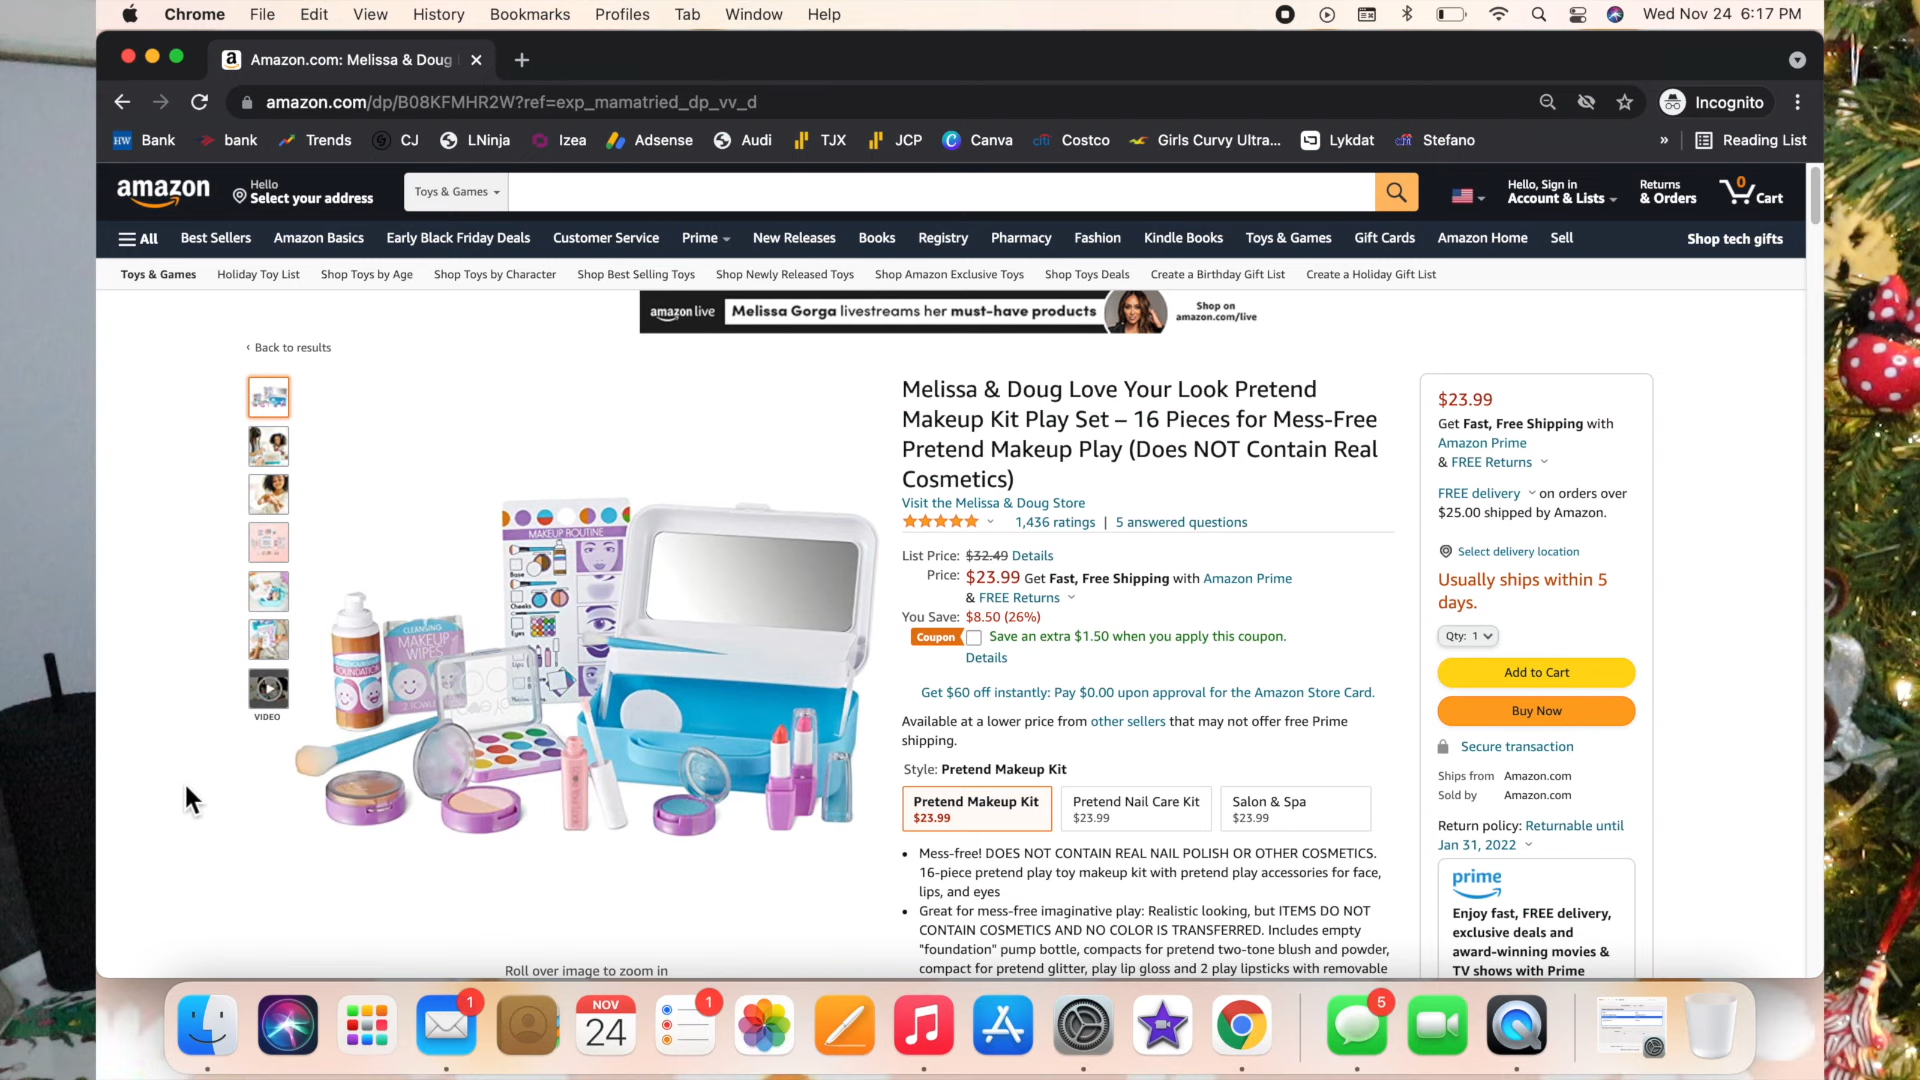 Chrome File Edit View History Bookmarks Profiles Tab Window Help Wed Nov 24 6:17 PM
Amazon.com: Melissa & Doug
amazon.com/dp/B08KFMHR2W?ref=exp_mamatried_dp_vv_d Incognito
HW Bank bank Trends CJ LNinja Izea Adsense Audi TJX JCP Canva citi Costco Girls Curvy Ultra... Lykdat citi Stefano » Reading List
amazon Hello Select your address Toys & Games Hello, Sign in Account & Lists Returns & Orders 0 Cart
All Best Sellers Amazon Basics Early Black Friday Deals Customer Service Prime New Releases Books Registry Pharmacy Fashion Kindle Books Toys & Games Gift Cards Amazon Home Sell Shop tech gifts
Toys & Games Holiday Toy List Shop Toys by Age Shop Toys by Character Shop Best Selling Toys Shop Newly Released Toys Shop Amazon Exclusive Toys Shop Toys Deals Create a Birthday Gift List Create a Holiday Gift List
amazon live Melissa Gorga livestreams her must-have products Shop on amazon.com/live
‹ Back to results
VIDEO
MAKEUP ROUTINE
Base
Cheeks
Eyes
Lips
CLEANSING
MAKEUP
WIPES
FOUNDATION
Roll over image to zoom in
Melissa & Doug Love Your Look Pretend
Makeup Kit Play Set – 16 Pieces for Mess-Free
Pretend Makeup Play (Does NOT Contain Real
Cosmetics)
Visit the Melissa & Doug Store
1,436 ratings | 5 answered questions
List Price: $32.49 Details
Price: $23.99 Get Fast, Free Shipping with Amazon Prime
& FREE Returns
You Save: $8.50 (26%)
Coupon Save an extra $1.50 when you apply this coupon.
Details
Get $60 off instantly: Pay $0.00 upon approval for the Amazon Store Card.
Available at a lower price from other sellers that may not offer free Prime
shipping.
Style: Pretend Makeup Kit
Pretend Makeup Kit Pretend Nail Care Kit Salon & Spa
$23.99 $23.99 $23.99
• Mess-free! DOES NOT CONTAIN REAL NAIL POLISH OR OTHER COSMETICS.
16-piece pretend play toy makeup kit with pretend play accessories for face,
lips, and eyes
• Great for mess-free imaginative play: Realistic looking, but ITEMS DO NOT
CONTAIN COSMETICS AND NO COLOR IS TRANSFERRED. Includes empty
"foundation" pump bottle, compacts for pretend two-tone blush and powder,
compact for pretend glitter, play lip gloss and 2 play lipsticks with removable
$23.99
Get Fast, Free Shipping with
Amazon Prime
& FREE Returns
FREE delivery on orders over
$25.00 shipped by Amazon.
Select delivery location
Usually ships within 5
days.
Qty: 1
Add to Cart
Buy Now
Secure transaction
Ships from Amazon.com
Sold by Amazon.com
Return policy: Returnable until
Jan 31, 2022
prime
Enjoy fast, FREE delivery,
exclusive deals and
award-winning movies &
TV shows with Prime
1 NOV 24 1 5